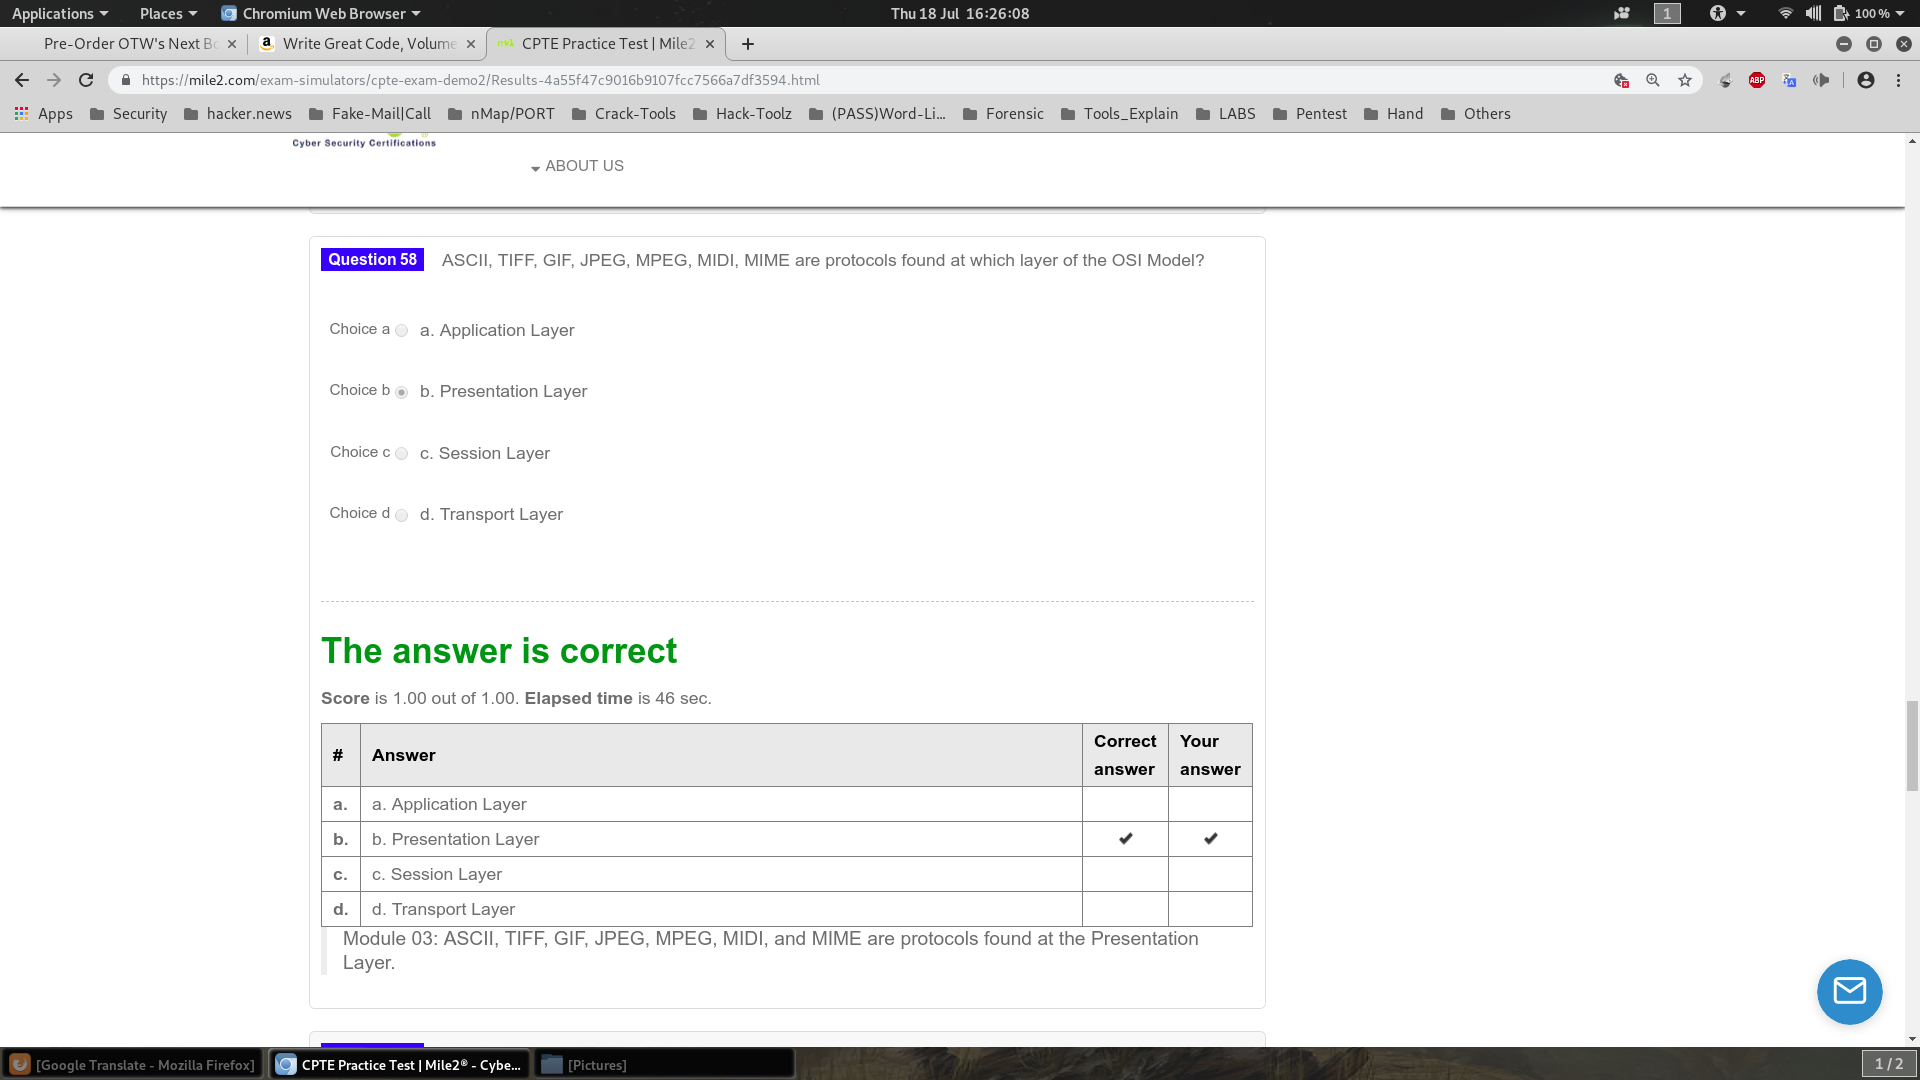 Applications Places Chromium Web Browser Thu 18 Jul 16:26:08 1 100 %
Pre-Order OTW's Next Bo Write Great Code, Volume CPTE Practice Test | Mile2
https://mile2.com/exam-simulators/cpte-exam-demo2/Results-4a55f47c9016b9107fcc7566a7df3594.html ABP
Apps Security hacker.news Fake-Mail|Call nMap/PORT Crack-Tools Hack-Toolz (PASS)Word-Li... Forensic Tools_Explain LABS Pentest Hand Others
Cyber Security Certifications
ABOUT US
Question 58 ASCII, TIFF, GIF, JPEG, MPEG, MIDI, MIME are protocols found at which layer of the OSI Model?
Choice a a. Application Layer
Choice b b. Presentation Layer
Choice c c. Session Layer
Choice d d. Transport Layer
The answer is correct
Score is 1.00 out of 1.00. Elapsed time is 46 sec.
# Answer Correct answer Your answer
a. a. Application Layer
b. b. Presentation Layer
c. c. Session Layer
d. d. Transport Layer
Module 03: ASCII, TIFF, GIF, JPEG, MPEG, MIDI, and MIME are protocols found at the Presentation
Layer.
[Google Translate - Mozilla Firefox] CPTE Practice Test | Mile2® - Cybe... [Pictures] 1 / 2